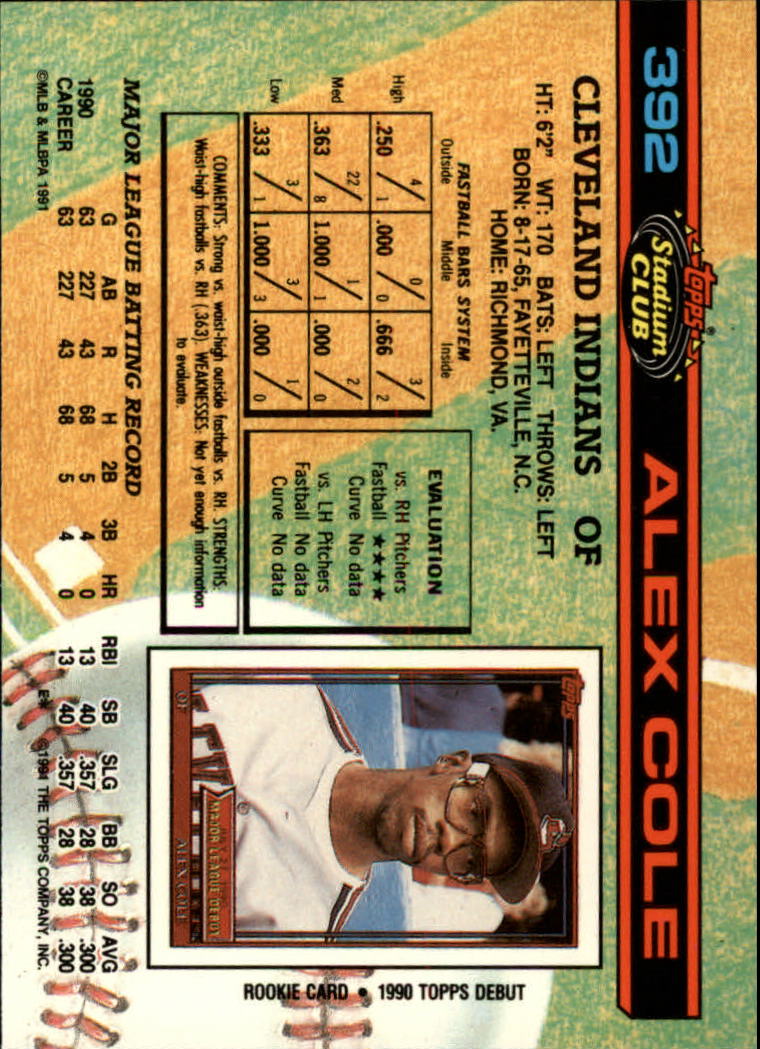 392
Topps®
Stadium
CLUB
ALEX COLE
CLEVELAND INDIANS OF
HT: 6'2" WT: 170 BATS: LEFT THROWS: LEFT
BORN: 8-17-65, FAYETTEVILLE, N.C.
HOME: RICHMOND, VA.
FASTBALL BARS SYSTEM
Outside Middle Inside
High .250 4/1 .000 0/0 .666 3/2
Med .363 22/8 1.000 1/1 .000 2/0
Low .333 3/1 1.000 3/3 .000 1/0
EVALUATION
vs. RH Pitchers
Fastball ★★★★
Curve No data
vs. LH Pitchers
Fastball No data
Curve No data
COMMENTS: Strong vs. waist-high outside fastballs vs. RH. STRENGTHS:
Waist-high fastballs vs. RH (.363). WEAKNESSES: Not yet enough information
to evaluate.
topps
MAJOR LEAGUE DEBUT
OF
ALEX COLE
ROOKIE CARD • 1990 TOPPS DEBUT
MAJOR LEAGUE BATTING RECORD
G AB R H 2B 3B HR RBI SB SLG BB SO AVG
1990 63 227 43 68 5 4 0 13 40 .357 28 38 .300
CAREER 63 227 43 68 5 4 0 13 40 .357 28 38 .300
©MLB & MLBPA 1991
E* ©1991 THE TOPPS COMPANY, INC.